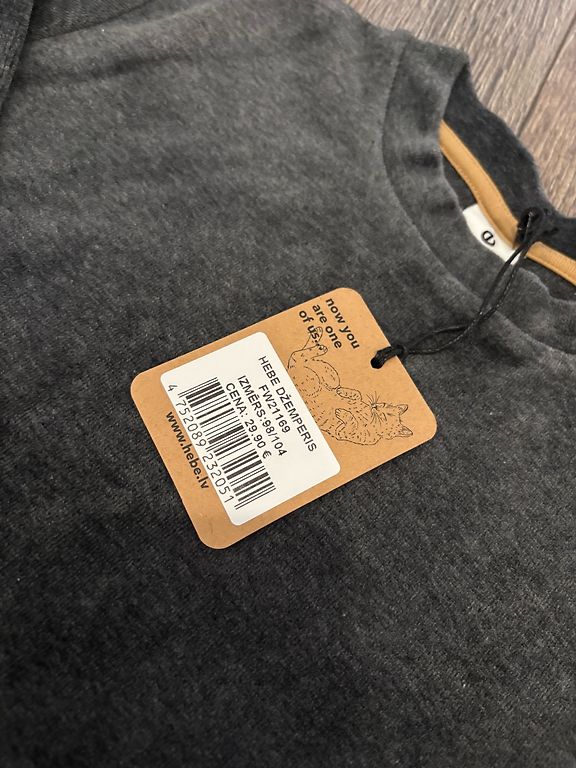 now you
are one
of us...
HEBE DŽEMPERIS
FW21169
IZMĒRS:98/104
CENA: 29.90 €
4 752089 232051
www.hebe.lv